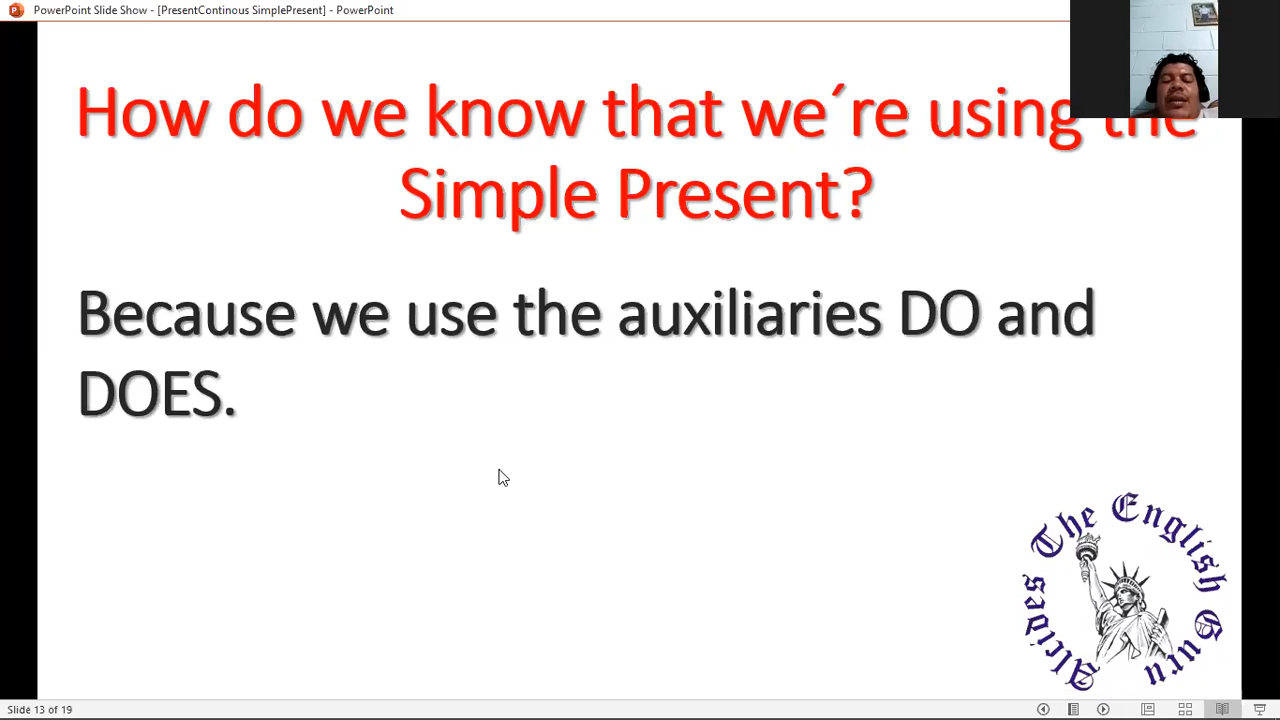 PowerPoint Slide Show - [PresentContinous SimplePresent] - PowerPoint
How do we know that we´re using the
Simple Present?
Because we use the auxiliaries DO and
DOES.
Alcides The English Guru
Slide 13 of 19